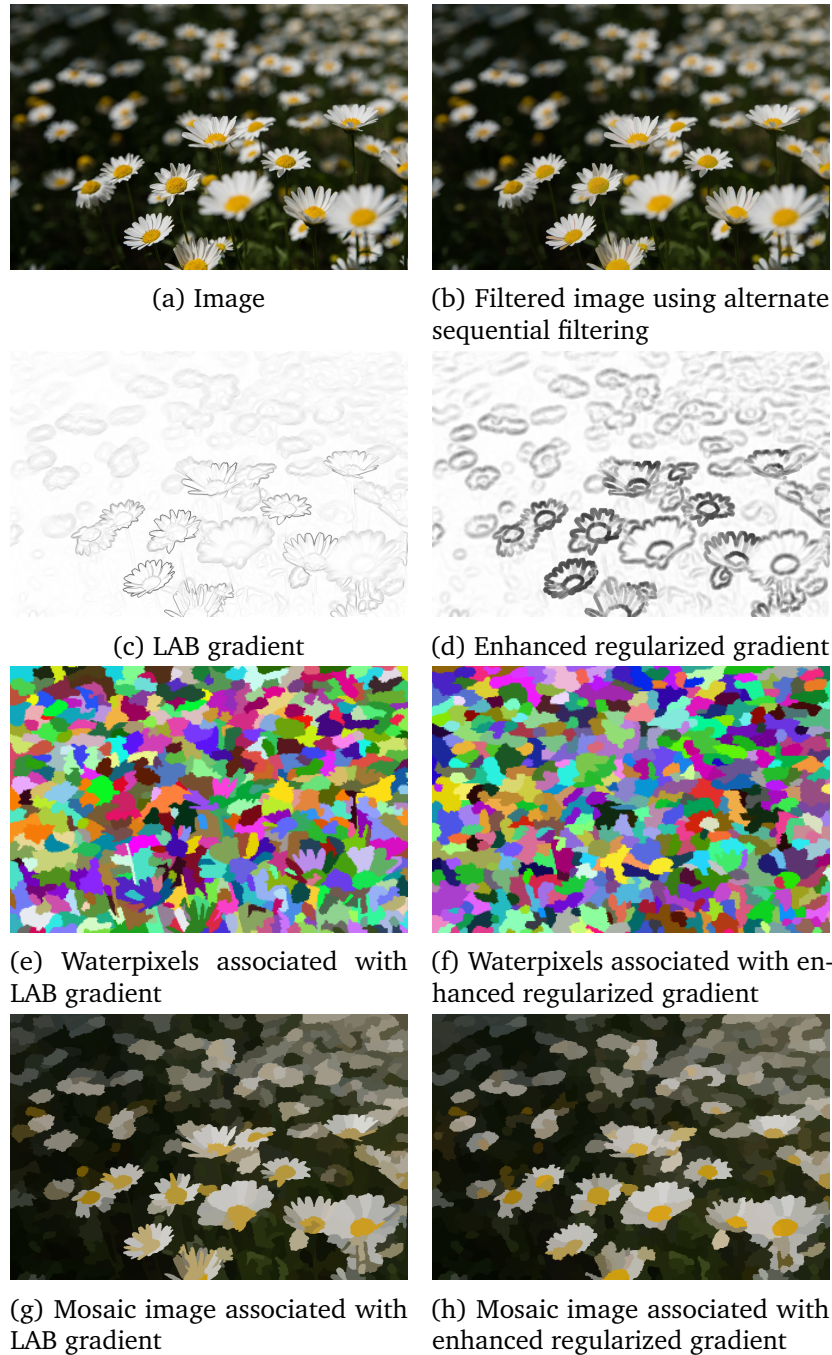 (a) Image
(b) Filtered image using alternate
sequential filtering
(c) LAB gradient
(d) Enhanced regularized gradient
(e) Waterpixels associated with
LAB gradient
(f) Waterpixels associated with en-
hanced regularized gradient
(g) Mosaic image associated with
LAB gradient
(h) Mosaic image associated with
enhanced regularized gradient